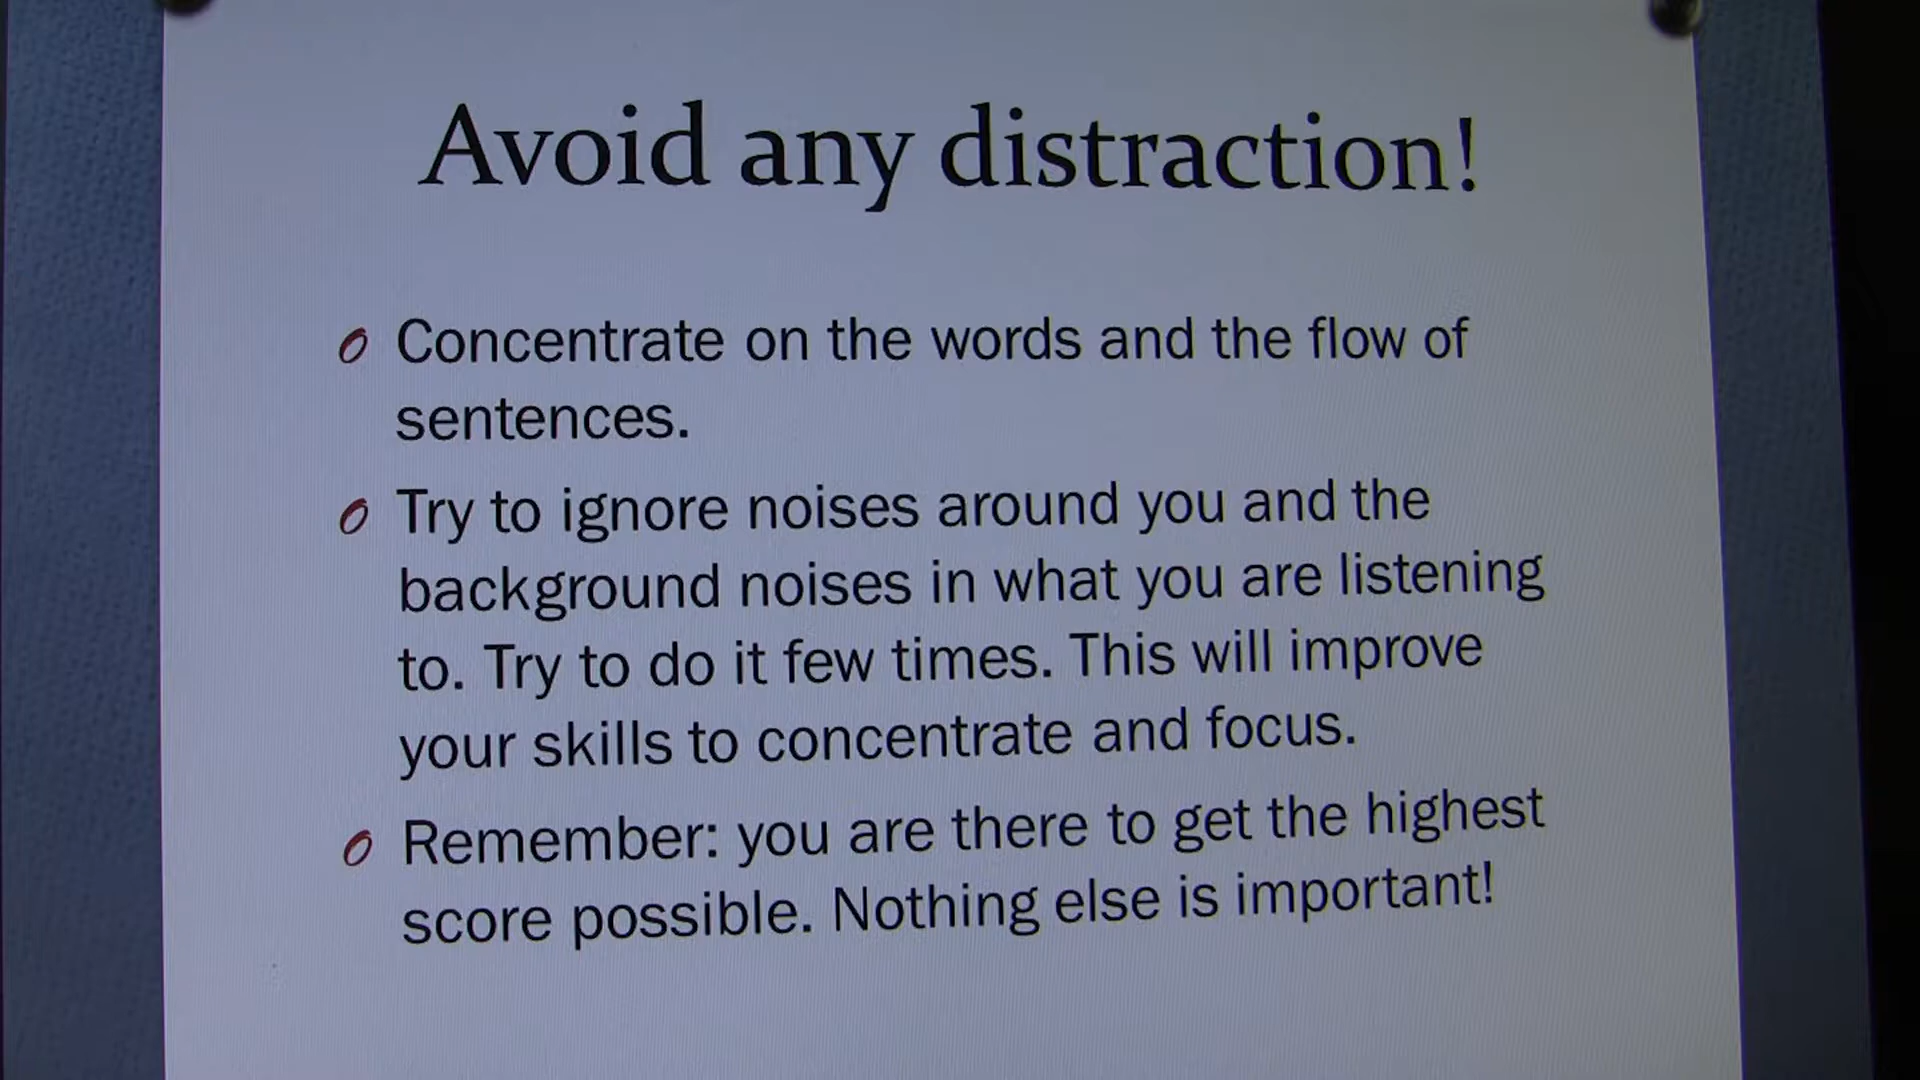 Avoid any distraction!
Concentrate on the words and the flow of
sentences.
Try to ignore noises around you and the
background noises in what you are listening
to. Try to do it few times. This will improve
your skills to concentrate and focus.
Remember: you are there to get the highest
score possible. Nothing else is important!